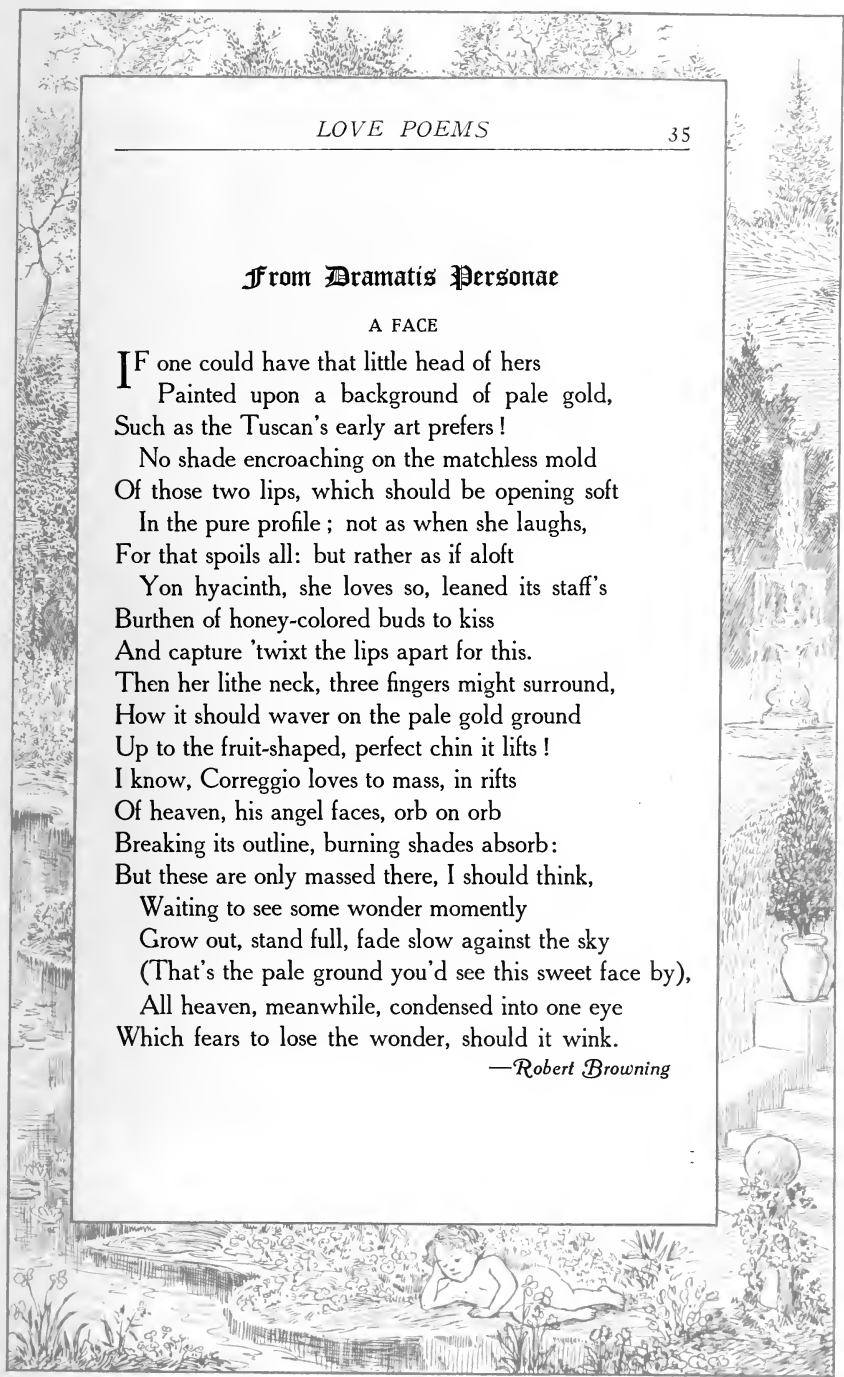 LOVE POEMS 35
From Dramatis Personae
A FACE
IF one could have that little head of hers
Painted upon a background of pale gold,
Such as the Tuscan's early art prefers !
No shade encroaching on the matchless mold
Of those two lips, which should be opening soft
In the pure profile ; not as when she laughs,
For that spoils all: but rather as if aloft
Yon hyacinth, she loves so, leaned its staff's
Burthen of honey-colored buds to kiss
And capture 'twixt the lips apart for this.
Then her lithe neck, three fingers might surround,
How it should waver on the pale gold ground
Up to the fruit-shaped, perfect chin it lifts !
I know, Correggio loves to mass, in rifts
Of heaven, his angel faces, orb on orb
Breaking its outline, burning shades absorb:
But these are only massed there, I should think,
Waiting to see some wonder momently
Grow out, stand full, fade slow against the sky
(That's the pale ground you'd see this sweet face by),
All heaven, meanwhile, condensed into one eye
Which fears to lose the wonder, should it wink.
—Robert Browning